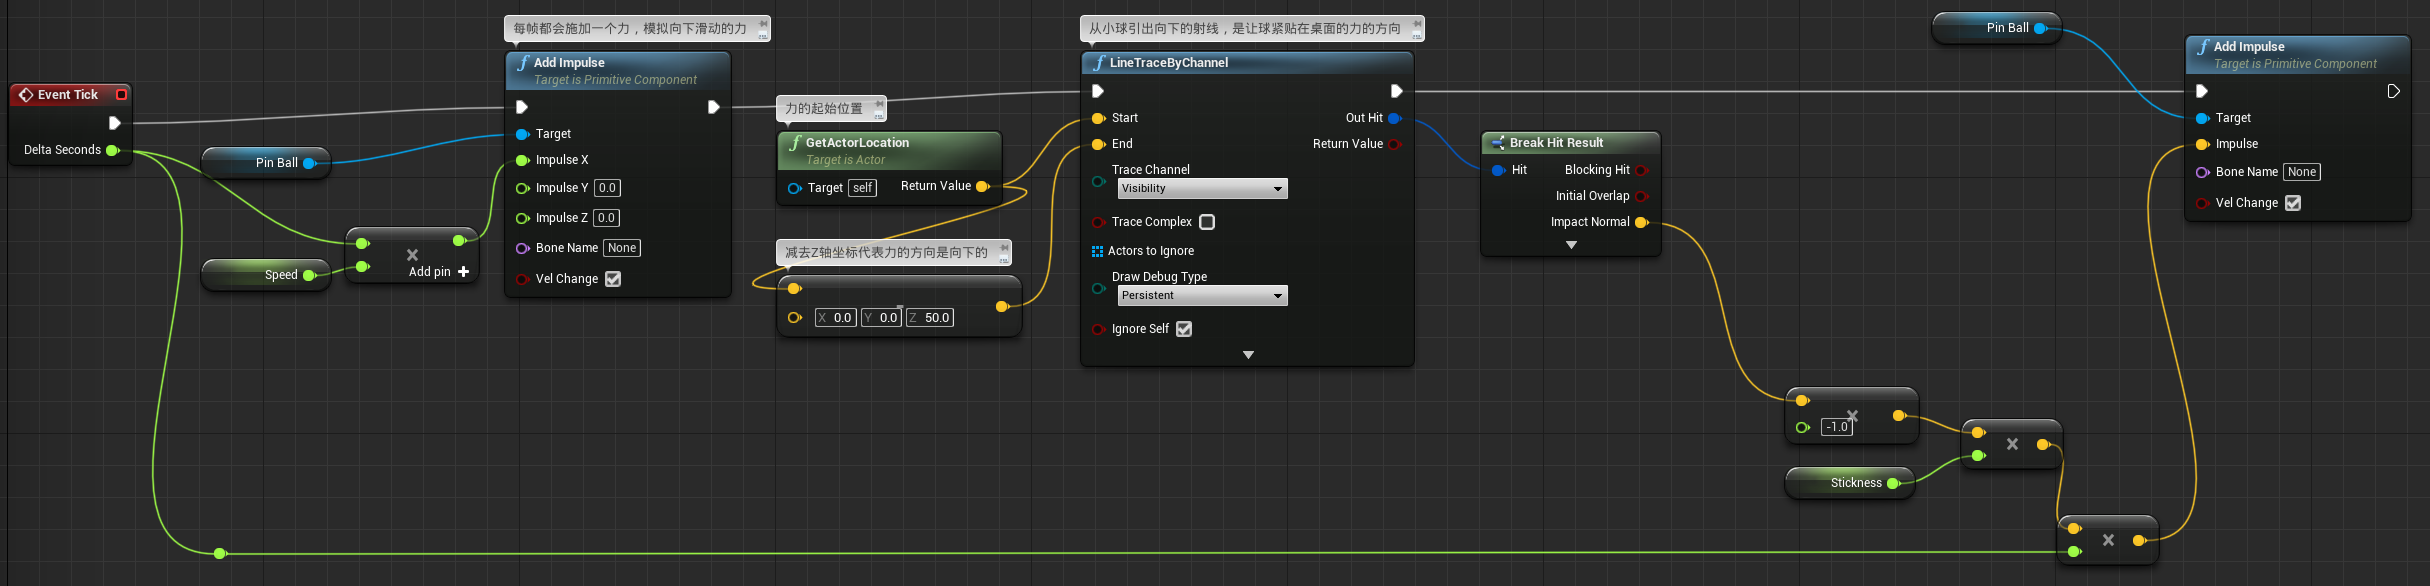 每帧都会施加一个力，模拟向下滑动的力
从小球引出向下的射线，是让球紧贴在桌面的力的方向
Pin Ball
Add Impulse
Target is Primitive Component
Add Impulse
Target is Primitive Component
LineTraceByChannel
Event Tick
Delta Seconds
Pin Ball
Speed
Add pin
Target
Impulse X
Impulse Y 0.0
Impulse Z 0.0
Bone Name None
Vel Change
力的起始位置
GetActorLocation
Target is Actor
Target self
Return Value
减去Z轴坐标代表力的方向是向下的
X 0.0 Y 0.0 Z 50.0
Start
End
Trace Channel
Visibility
Trace Complex
Actors to Ignore
Draw Debug Type
Persistent
Ignore Self
Out Hit
Return Value
Break Hit Result
Hit
Blocking Hit
Initial Overlap
Impact Normal
Target
Impulse
Bone Name None
Vel Change
-1.0
Stickness